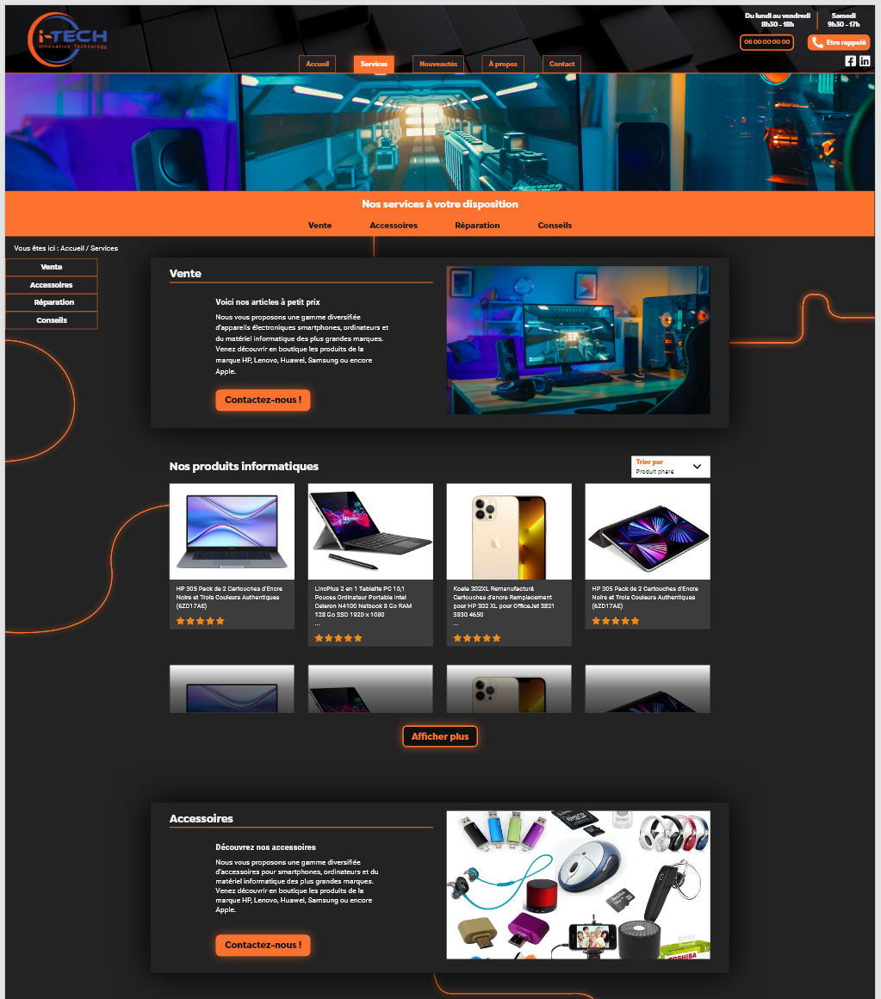 i-TECH
Innovative Technology
Du lundi au vendredi
8h30 - 18h
Samedi
9h30 - 17h
06 00 00 00 00
Etre rappelé
Accueil
Services
Nouveautés
À propos
Contact
Nos services à votre disposition
Vente
Accessoires
Réparation
Conseils
Vous êtes ici : Accueil / Services
Vente
Accessoires
Réparation
Conseils
Vente
Voici nos articles à petit prix
Nous vous proposons une gamme diversifiée
d'appareils électroniques smartphones, ordinateurs et
du matériel informatique des plus grandes marques.
Venez découvrir en boutique les produits de la
marque HP, Lenovo, Huawei, Samsung ou encore
Apple.
Contactez-nous !
Nos produits informatiques
Trier par
Produit phare
HP 305 Pack de 2 Cartouches d'Encre
Noire et Trois Couleurs Authentiques
(6ZD17AE)
LincPlus 2 en 1 Tablette PC 10,1
Pouces Ordinateur Portable Intel
Celeron N4100 Netbook 8 Go RAM
128 Go SSD 1920 x 1080
...
Koala 302XL Remanufacturé
Cartouches d'encre Remplacement
pour HP 302 XL pour OfficeJet 3831
3830 4650
...
HP 305 Pack de 2 Cartouches d'Encre
Noire et Trois Couleurs Authentiques
(6ZD17AE)
Afficher plus
Accessoires
Découvrez nos accessoires
Nous vous proposons une gamme diversifiée
d'accessoires pour smartphones, ordinateurs et du
matériel informatique des plus grandes marques.
Venez découvrir en boutique les produits de la
marque HP, Lenovo, Huawei, Samsung ou encore
Apple.
Contactez-nous !
TOSHIBA